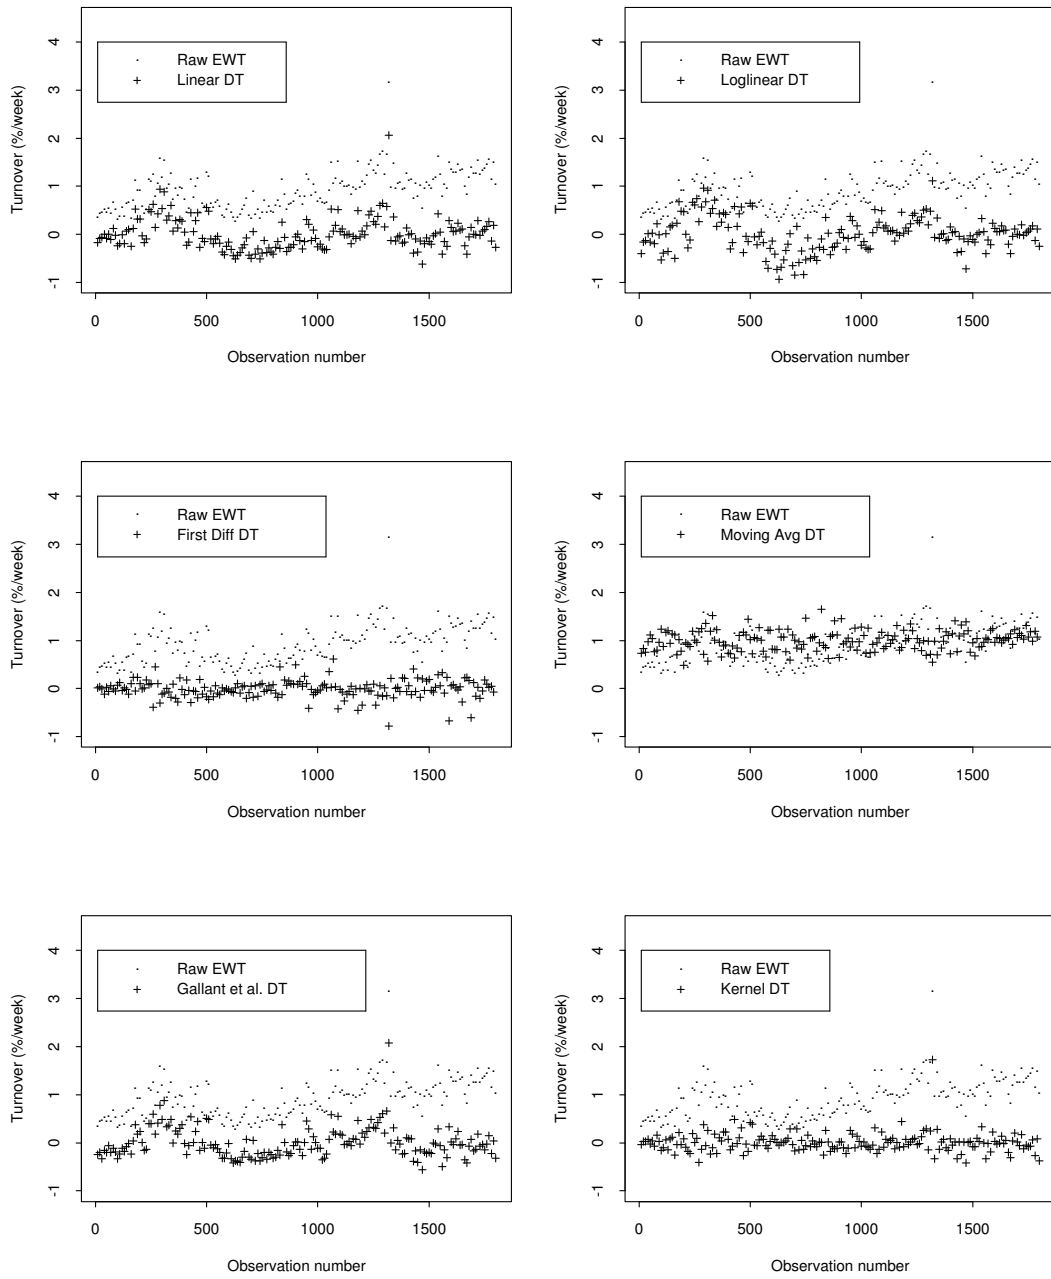 Turnover (%/week)
4
3
2
1
0
-1
Raw EWT
Linear DT
0 500 1000 1500
Observation number
Turnover (%/week)
4
3
2
1
0
-1
Raw EWT
Loglinear DT
0 500 1000 1500
Observation number
Turnover (%/week)
4
3
2
1
0
-1
Raw EWT
First Diff DT
0 500 1000 1500
Observation number
Turnover (%/week)
4
3
2
1
0
-1
Raw EWT
Moving Avg DT
0 500 1000 1500
Observation number
Turnover (%/week)
4
3
2
1
0
-1
Raw EWT
Gallant et al. DT
0 500 1000 1500
Observation number
Turnover (%/week)
4
3
2
1
0
-1
Raw EWT
Kernel DT
0 500 1000 1500
Observation number